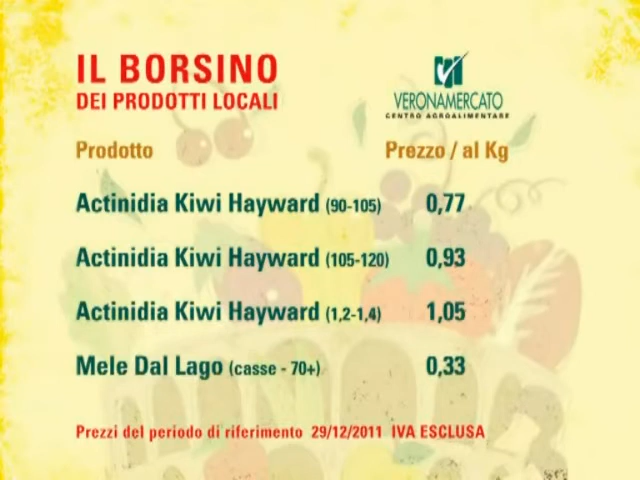 IL BORSINO
DEI PRODOTTI LOCALI
VERONAMERCATO
CENTRO AGROALIMENTARE
Prodotto Prezzo / al Kg
Actinidia Kiwi Hayward (90-105) 0,77
Actinidia Kiwi Hayward (105-120) 0,93
Actinidia Kiwi Hayward (1,2-1,4) 1,05
Mele Dal Lago (casse - 70+) 0,33
Prezzi del periodo di riferimento 29/12/2011 IVA ESCLUSA